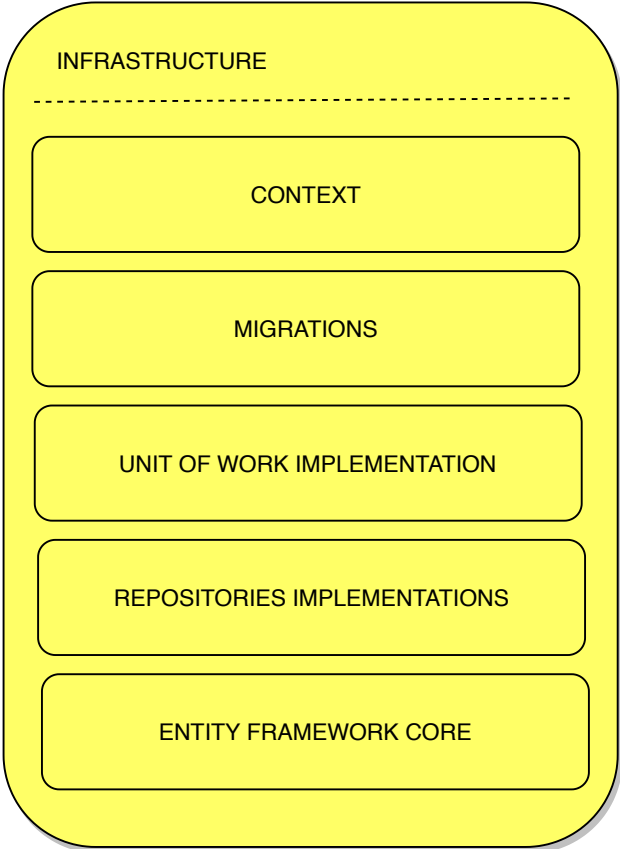 INFRASTRUCTURE
CONTEXT
MIGRATIONS
UNIT OF WORK IMPLEMENTATION
REPOSITORIES IMPLEMENTATIONS
ENTITY FRAMEWORK CORE